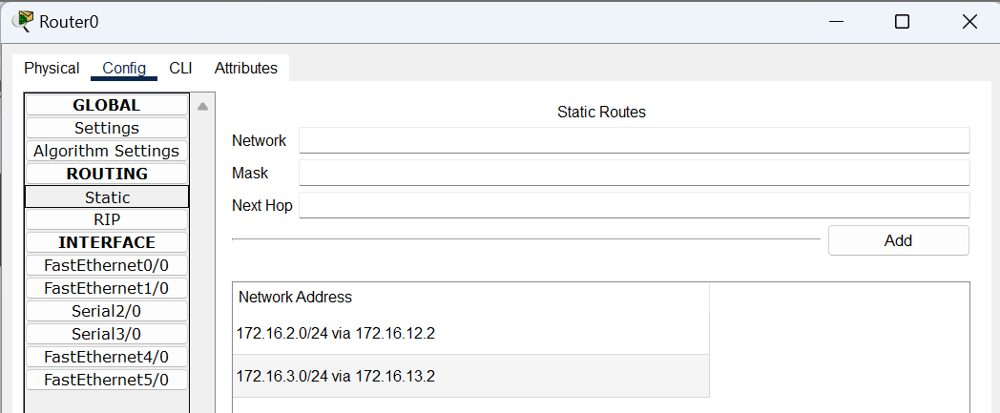 Router0
Physical Config CLI Attributes
GLOBAL
Settings
Algorithm Settings
ROUTING
Static
RIP
INTERFACE
FastEthernet0/0
FastEthernet1/0
Serial2/0
Serial3/0
FastEthernet4/0
FastEthernet5/0
Static Routes
Network
Mask
Next Hop
Add
Network Address
172.16.2.0/24 via 172.16.12.2
172.16.3.0/24 via 172.16.13.2